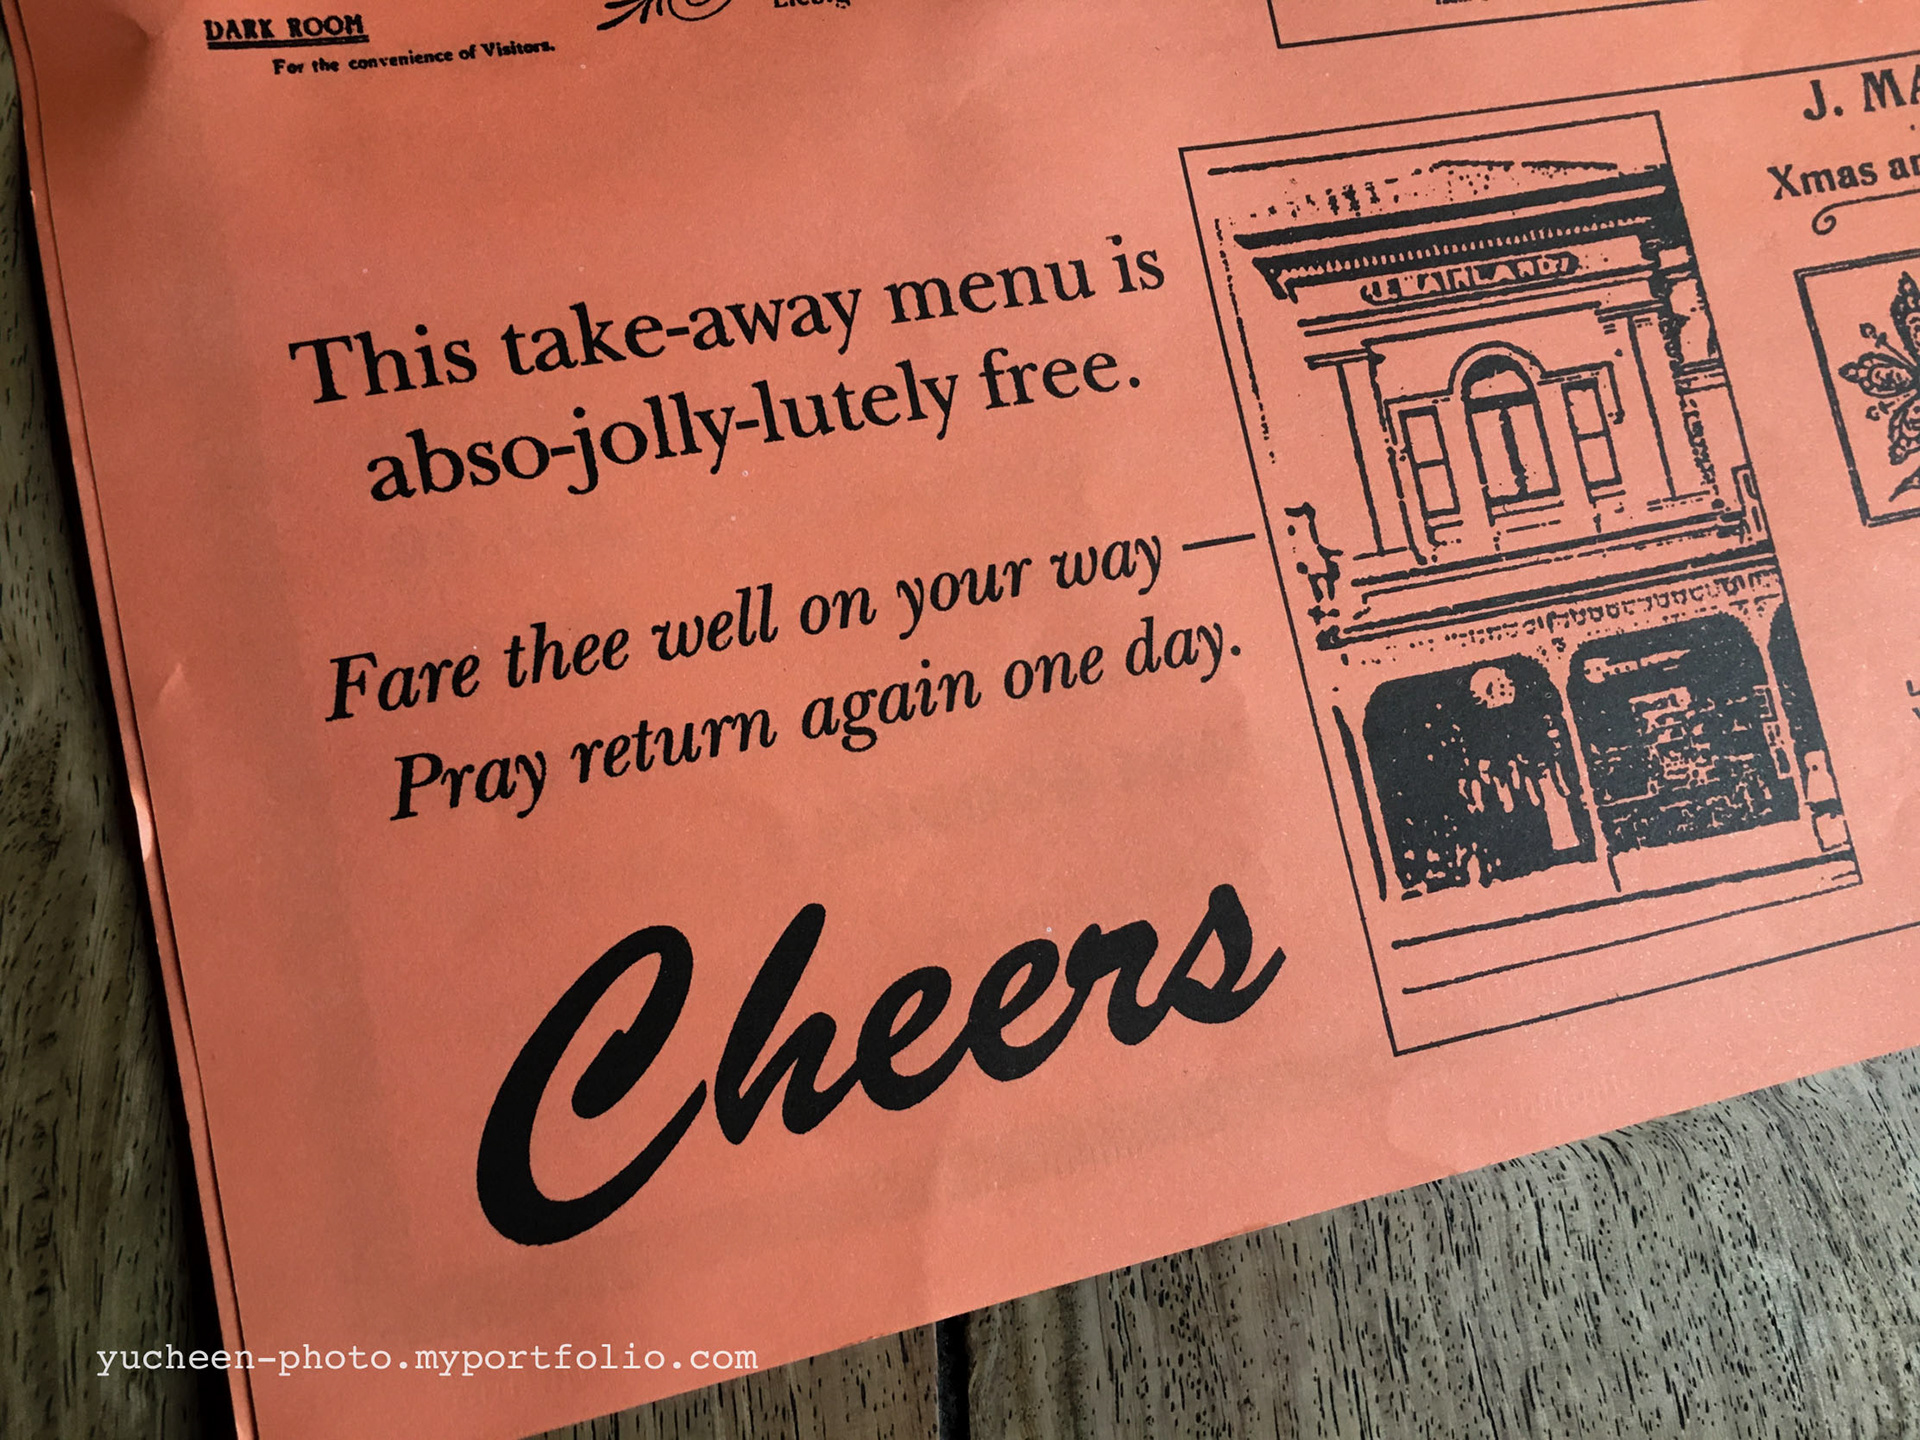 DARK ROOM
For the convenience of Visitors.
This take-away menu is
abso-jolly-lutely free.
Fare thee well on your way —
Pray return again one day.
Cheers
J. MA
Xmas an
yucheen-photo.myportfolio.com